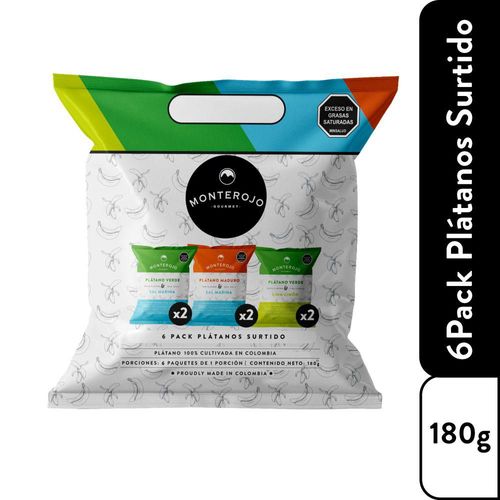 EXCESO EN
GRASAS
SATURADAS
MINSALUD
MONTEROJO
GOURMET
MONTEROJO
PLÁTANO VERDE
&
SAL MARINA
x2
MONTEROJO
PLÁTANO MADURO
&
SAL MARINA
x2
MONTEROJO
PLÁTANO VERDE
&
x2
6 PACK PLÁTANOS SURTIDO
PLÁTANO 100% CULTIVADA EN COLOMBIA
PORCIONES: 6 PAQUETES DE 1 PORCIÓN | CONTENIDO NETO: 180g
PROUDLY MADE IN COLOMBIA
6Pack Plátanos Surtido
180g